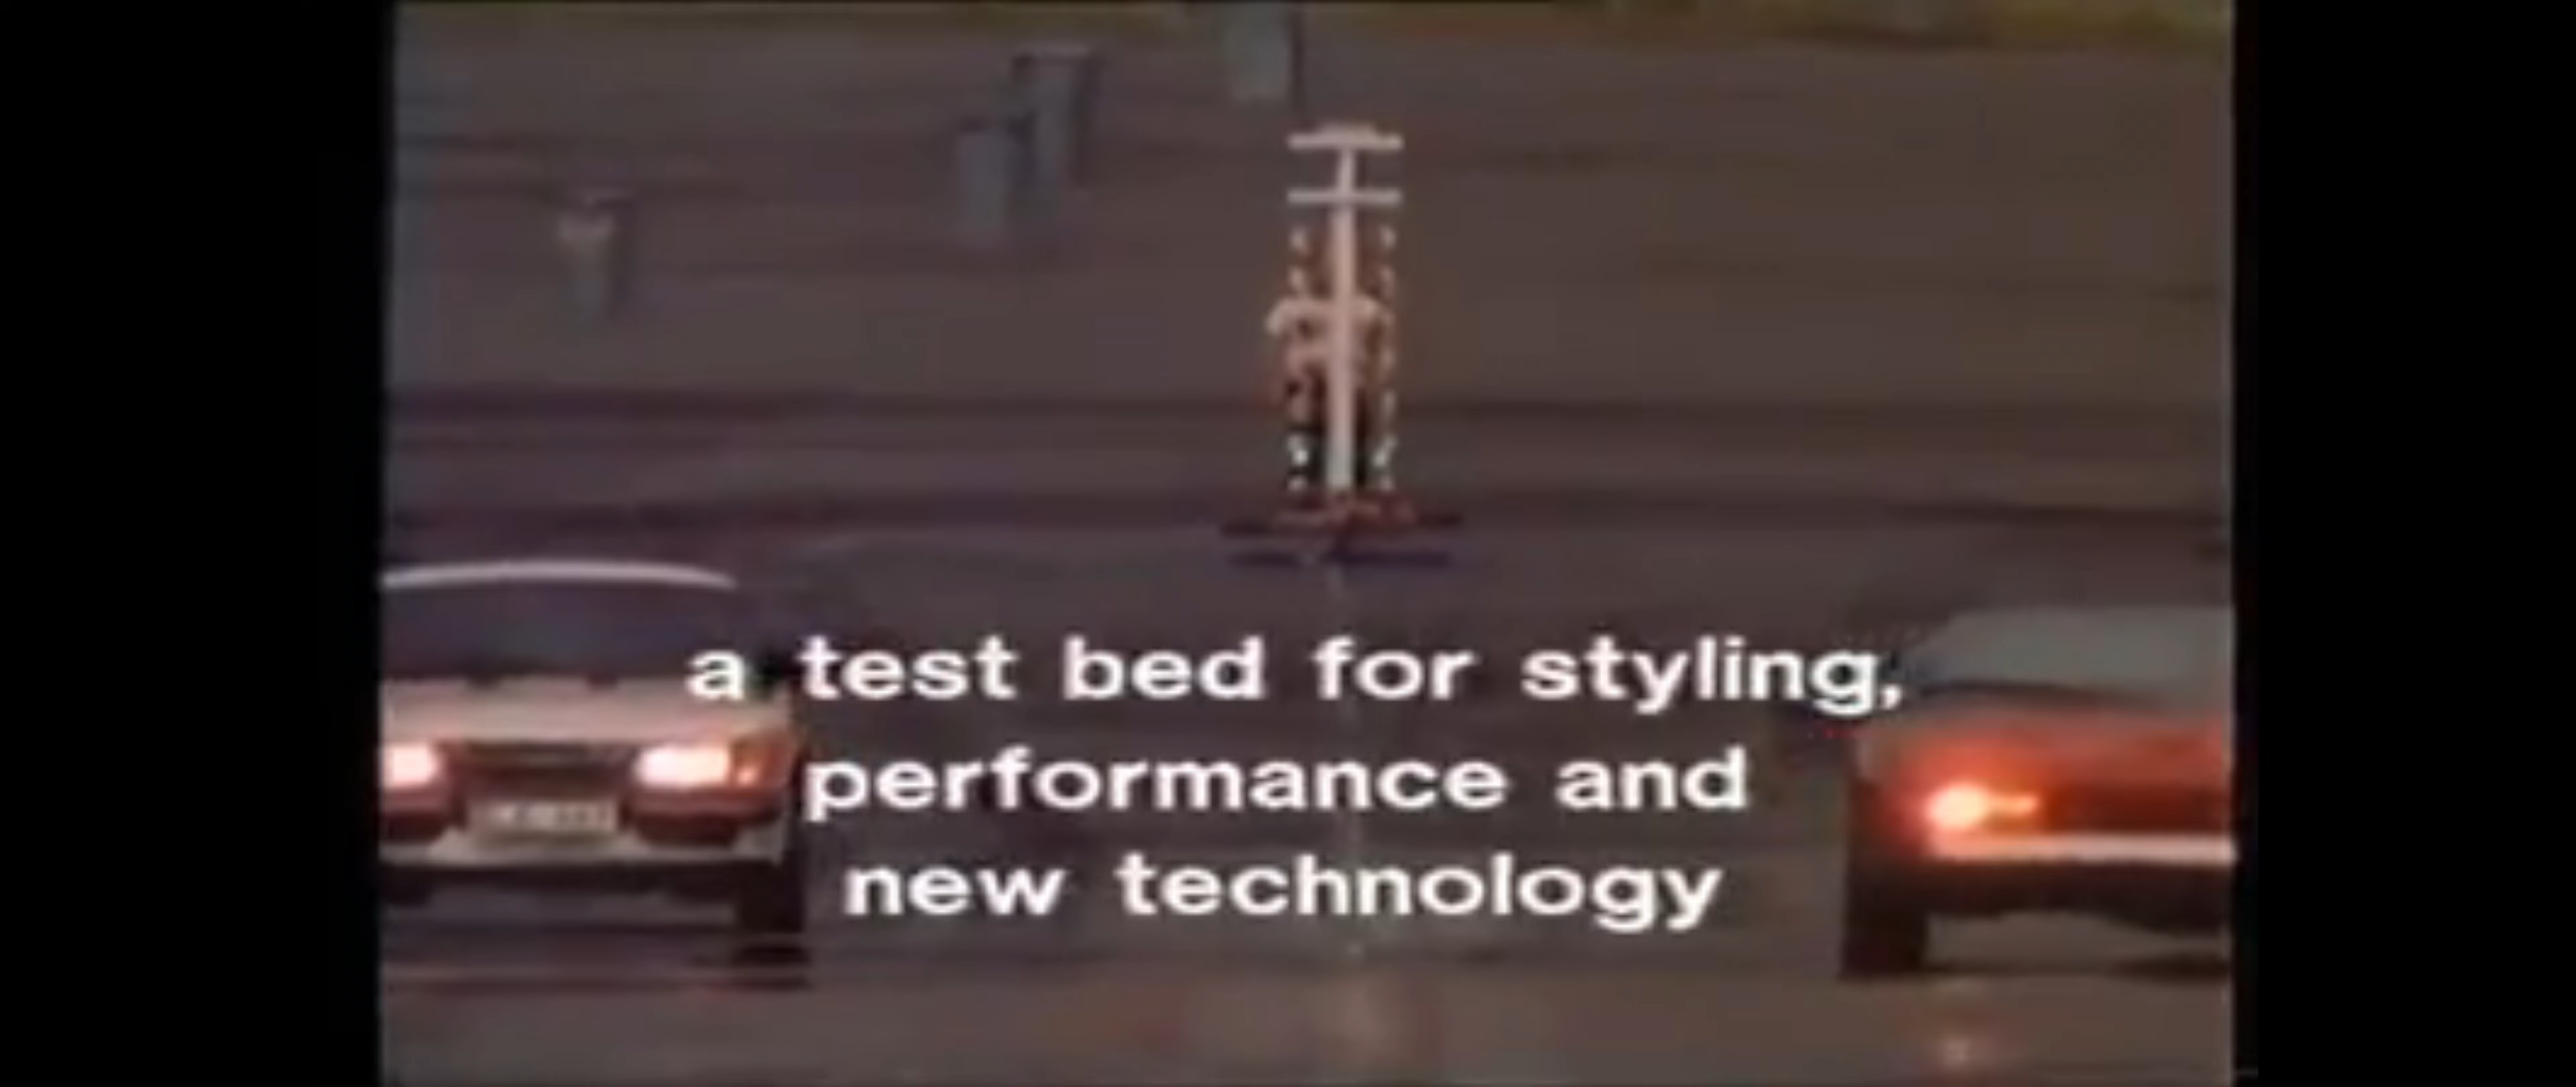 a test bed for styling,
performance and
new technology